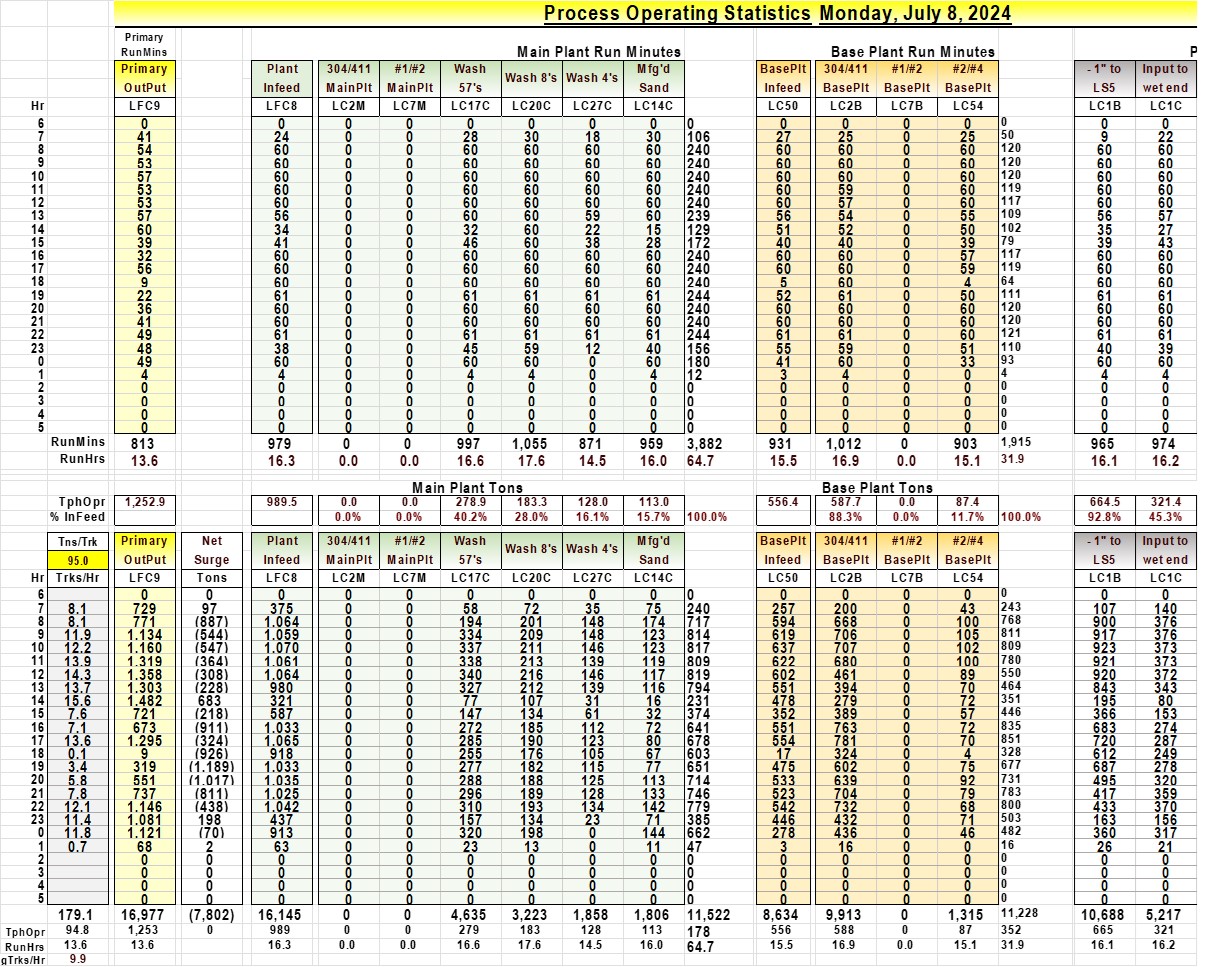 Process Operating Statistics Monday, July 8, 2024
Primary
RunMins Main Plant Run Minutes Base Plant Run Minutes P
Primary Plant 304/411 #1/#2 Wash Wash 8's Wash 4's Mfg'd BasePlt 304/411 #1/#2 #2/#4 - 1" to Input to
OutPut Infeed MainPlt MainPlt 57's Sand Infeed BasePlt BasePlt BasePlt LS5 wet end
Hr LFC9 LFC8 LC2M LC7M LC17C LC20C LC27C LC14C LC50 LC2B LC7B LC54 LC1B LC1C
6 0 0 0 0 0 0 0 0 0 0 0 0 0 0 0 0
7 41 24 0 0 28 30 18 30 106 27 25 0 25 50 9 22
8 54 60 0 0 60 60 60 60 240 60 60 0 60 120 60 60
9 53 60 0 0 60 60 60 60 240 60 60 0 60 120 60 60
10 57 60 0 0 60 60 60 60 240 60 60 0 60 120 60 60
11 53 60 0 0 60 60 60 60 240 60 59 0 60 119 60 60
12 53 60 0 0 60 60 60 60 240 60 57 0 60 117 60 60
13 57 56 0 0 60 60 59 60 239 56 54 0 55 109 56 57
14 60 34 0 0 32 60 22 15 129 51 52 0 50 102 35 27
15 39 41 0 0 46 60 38 28 172 40 40 0 39 79 39 43
16 32 60 0 0 60 60 60 60 240 60 60 0 57 117 60 60
17 56 60 0 0 60 60 60 60 240 60 60 0 59 119 60 60
18 9 60 0 0 60 60 60 60 240 5 60 0 4 64 60 60
19 22 61 0 0 61 61 61 61 244 52 61 0 50 111 61 61
20 36 60 0 0 60 60 60 60 240 60 60 0 60 120 60 60
21 41 60 0 0 60 60 60 60 240 60 60 0 60 120 60 60
22 49 61 0 0 61 61 61 61 244 61 61 0 60 121 61 61
23 48 38 0 0 45 59 12 40 156 55 59 0 51 110 40 39
0 49 60 0 0 60 60 0 60 180 41 60 0 33 93 60 60
1 4 4 0 0 4 4 0 4 12 3 4 0 0 4 4 4
2 0 0 0 0 0 0 0 0 0 0 0 0 0 0 0 0
3 0 0 0 0 0 0 0 0 0 0 0 0 0 0 0 0
4 0 0 0 0 0 0 0 0 0 0 0 0 0 0 0 0
5 0 0 0 0 0 0 0 0 0 0 0 0 0 0 0 0
RunMins 813 979 0 0 997 1,055 871 959 3,882 931 1,012 0 903 1,915 965 974
RunHrs 13.6 16.3 0.0 0.0 16.6 17.6 14.5 16.0 64.7 15.5 16.9 0.0 15.1 31.9 16.1 16.2
Main Plant Tons Base Plant Tons
TphOpr 1,252.9 989.5 0.0 0.0 278.9 183.3 128.0 113.0 556.4 587.7 0.0 87.4 664.5 321.4
% InFeed 0.0% 0.0% 40.2% 28.0% 16.1% 15.7% 100.0% 88.3% 0.0% 11.7% 100.0% 92.8% 45.3%
Tns/Trk Primary Net Plant 304/411 #1/#2 Wash Wash 8's Wash 4's Mfg'd BasePlt 304/411 #1/#2 #2/#4 - 1" to Input to
95.0 OutPut Surge Infeed MainPlt MainPlt 57's Sand Infeed BasePlt BasePlt BasePlt LS5 wet end
Hr Trks/Hr LFC9 Tons LFC8 LC2M LC7M LC17C LC20C LC27C LC14C LC50 LC2B LC7B LC54 LC1B LC1C
6 0 0 0 0 0 0 0 0 0 0 0 0 0 0 0 0 0
7 8.1 729 97 375 0 0 58 72 35 75 240 257 200 0 43 243 107 140
8 8.1 771 (887) 1.064 0 0 194 201 148 174 717 594 668 0 100 768 900 376
9 11.9 1.134 (544) 1.059 0 0 334 209 148 123 814 619 706 0 105 811 917 376
10 12.2 1.160 (547) 1.070 0 0 337 211 146 123 817 637 707 0 102 809 923 373
11 13.9 1.319 (364) 1.061 0 0 338 213 139 119 809 622 680 0 100 780 921 373
12 14.3 1.358 (308) 1.064 0 0 340 216 146 117 819 602 461 0 89 550 920 372
13 13.7 1.303 (228) 980 0 0 327 212 139 116 794 551 394 0 70 464 843 343
14 15.6 1.482 683 321 0 0 77 107 31 16 231 478 279 0 72 351 195 80
15 7.6 721 (218) 587 0 0 147 134 61 32 374 352 389 0 57 446 366 153
16 7.1 673 (911) 1.033 0 0 272 185 112 72 641 551 763 0 72 835 683 274
17 13.6 1.295 (324) 1.065 0 0 285 190 123 80 678 554 781 0 70 851 720 287
18 0.1 9 (926) 918 0 0 255 176 105 67 603 17 324 0 4 328 612 249
19 3.4 319 (1.189) 1.033 0 0 277 182 115 77 651 475 602 0 75 677 687 278
20 5.8 551 (1.017) 1.035 0 0 288 188 125 113 714 533 639 0 92 731 495 320
21 7.8 737 (811) 1.025 0 0 296 189 128 133 746 523 704 0 79 783 417 359
22 12.1 1.146 (438) 1.042 0 0 310 193 134 142 779 542 732 0 68 800 433 370
23 11.4 1.081 198 437 0 0 157 134 23 71 385 446 432 0 71 503 163 156
0 11.8 1.121 (70) 913 0 0 320 198 0 144 662 278 436 0 46 482 360 317
1 0.7 68 2 63 0 0 23 13 0 11 47 3 16 0 0 16 26 21
2 0 0 0 0 0 0 0 0 0 0 0 0 0 0 0 0 0
3 0 0 0 0 0 0 0 0 0 0 0 0 0 0 0 0 0
4 0 0 0 0 0 0 0 0 0 0 0 0 0 0 0 0 0
5 0 0 0 0 0 0 0 0 0 0 0 0 0 0 0 0 0
179.1 16,977 (7,802) 16,145 0 0 4,635 3,223 1,858 1,806 11,522 8,634 9,913 0 1,315 11,228 10,688 5,217
TphOpr 94.8 1,253 0 989 0 0 279 183 128 113 178 556 588 0 87 352 665 321
RunHrs 13.6 13.6 16.3 0.0 0.0 16.6 17.6 14.5 16.0 64.7 15.5 16.9 0.0 15.1 31.9 16.1 16.2
gTrks/Hr 9.9